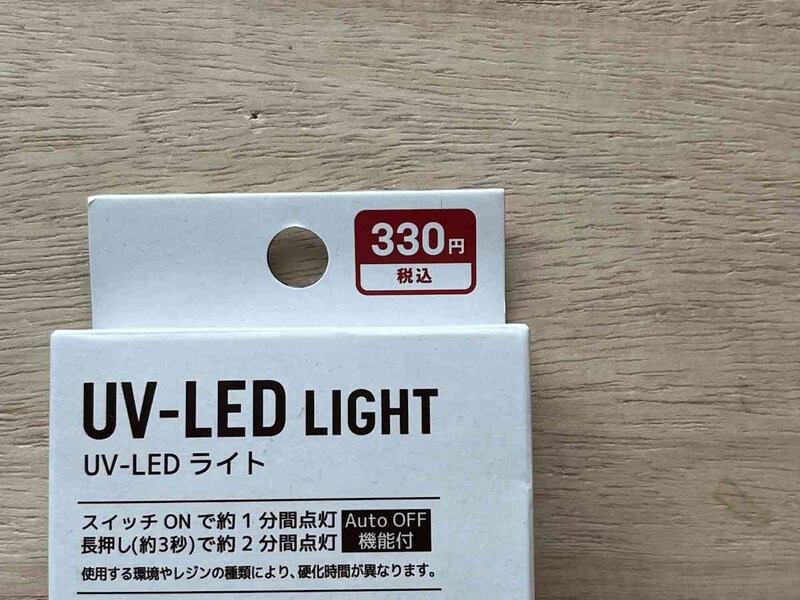 330円
税込
UV-LED LIGHT
UV-LED ライト
スイッチ ON で約 1 分間点灯 Auto OFF
長押し(約3秒)で約 2 分間点灯 機能付
使用する環境やレジンの種類により、硬化時間が異なります。